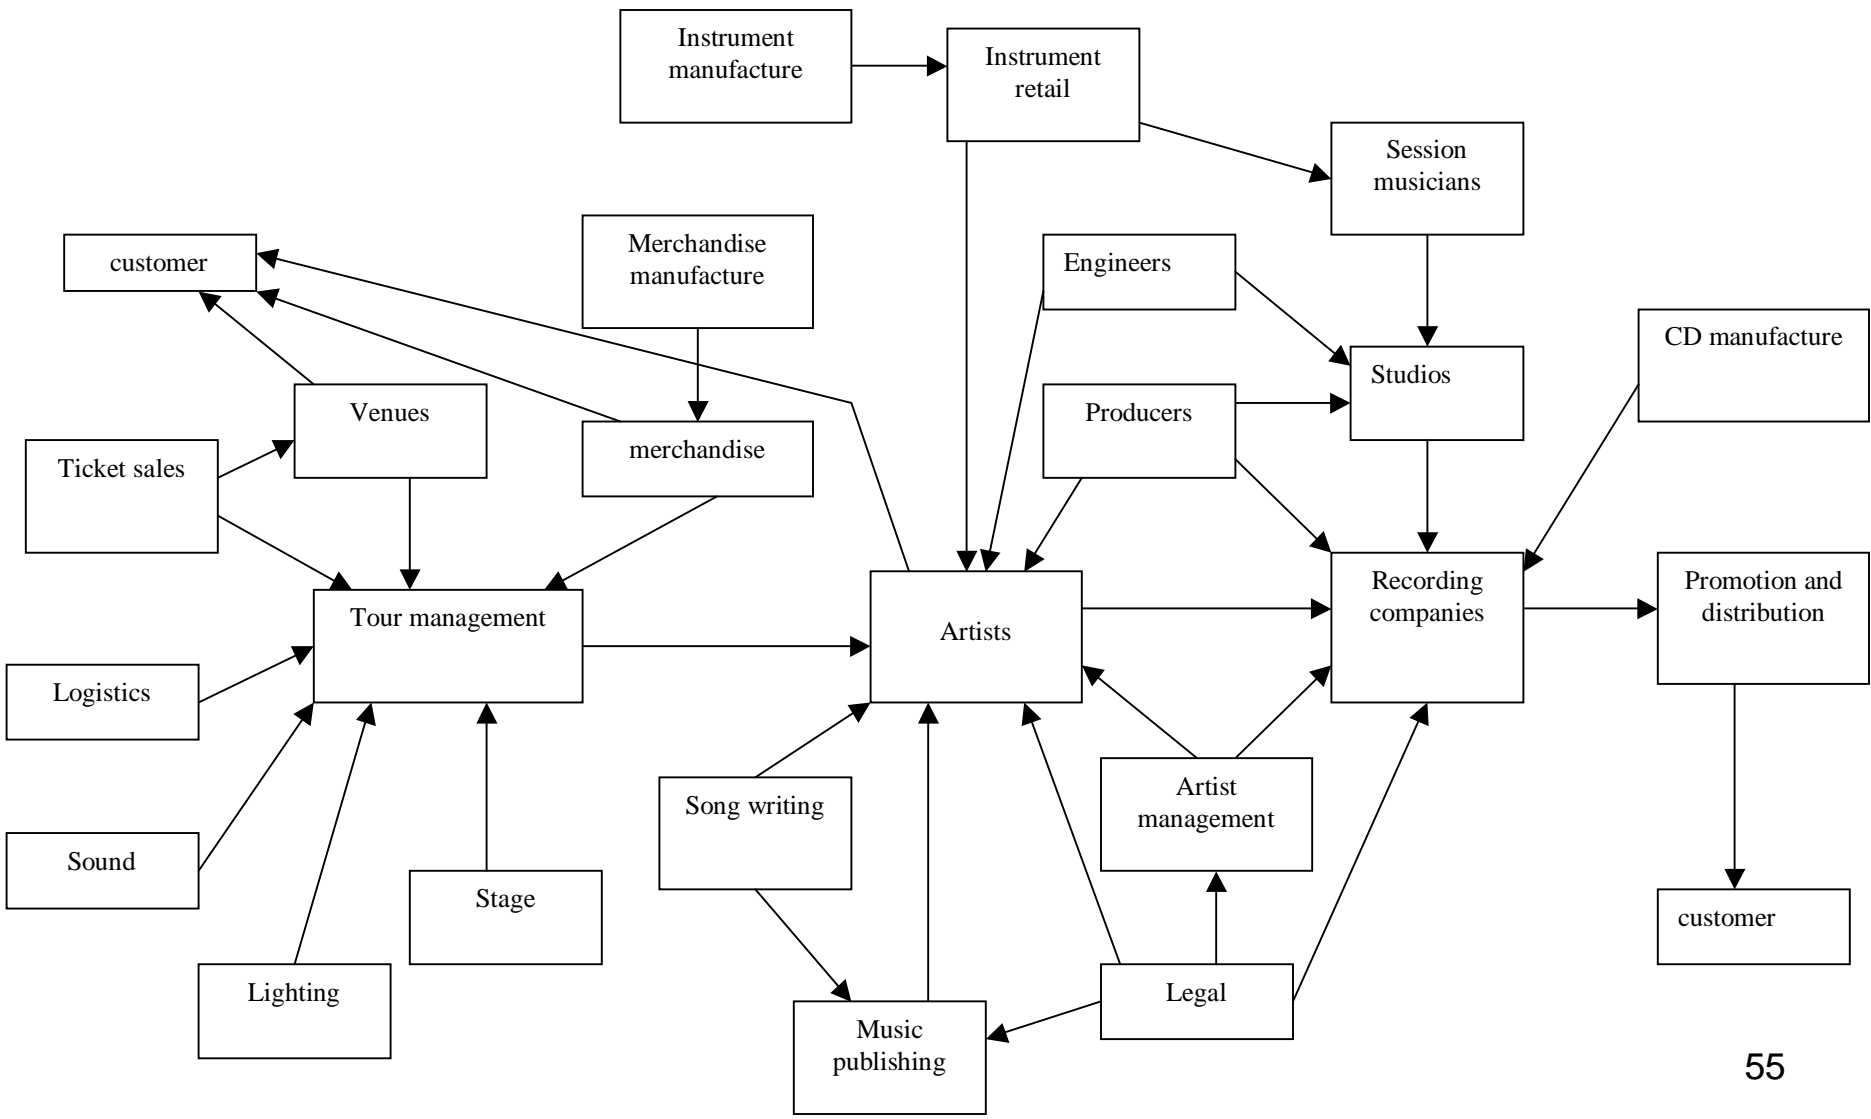 Instrument
manufacture
Instrument
retail
Session
musicians
customer
Merchandise
manufacture
Engineers
CD manufacture
Studios
Venues
Producers
merchandise
Ticket sales
Recording
companies
Promotion and
distribution
Tour management
Artists
Logistics
Song writing
Artist
management
Sound
Stage
customer
Lighting
Legal
Music
publishing
55